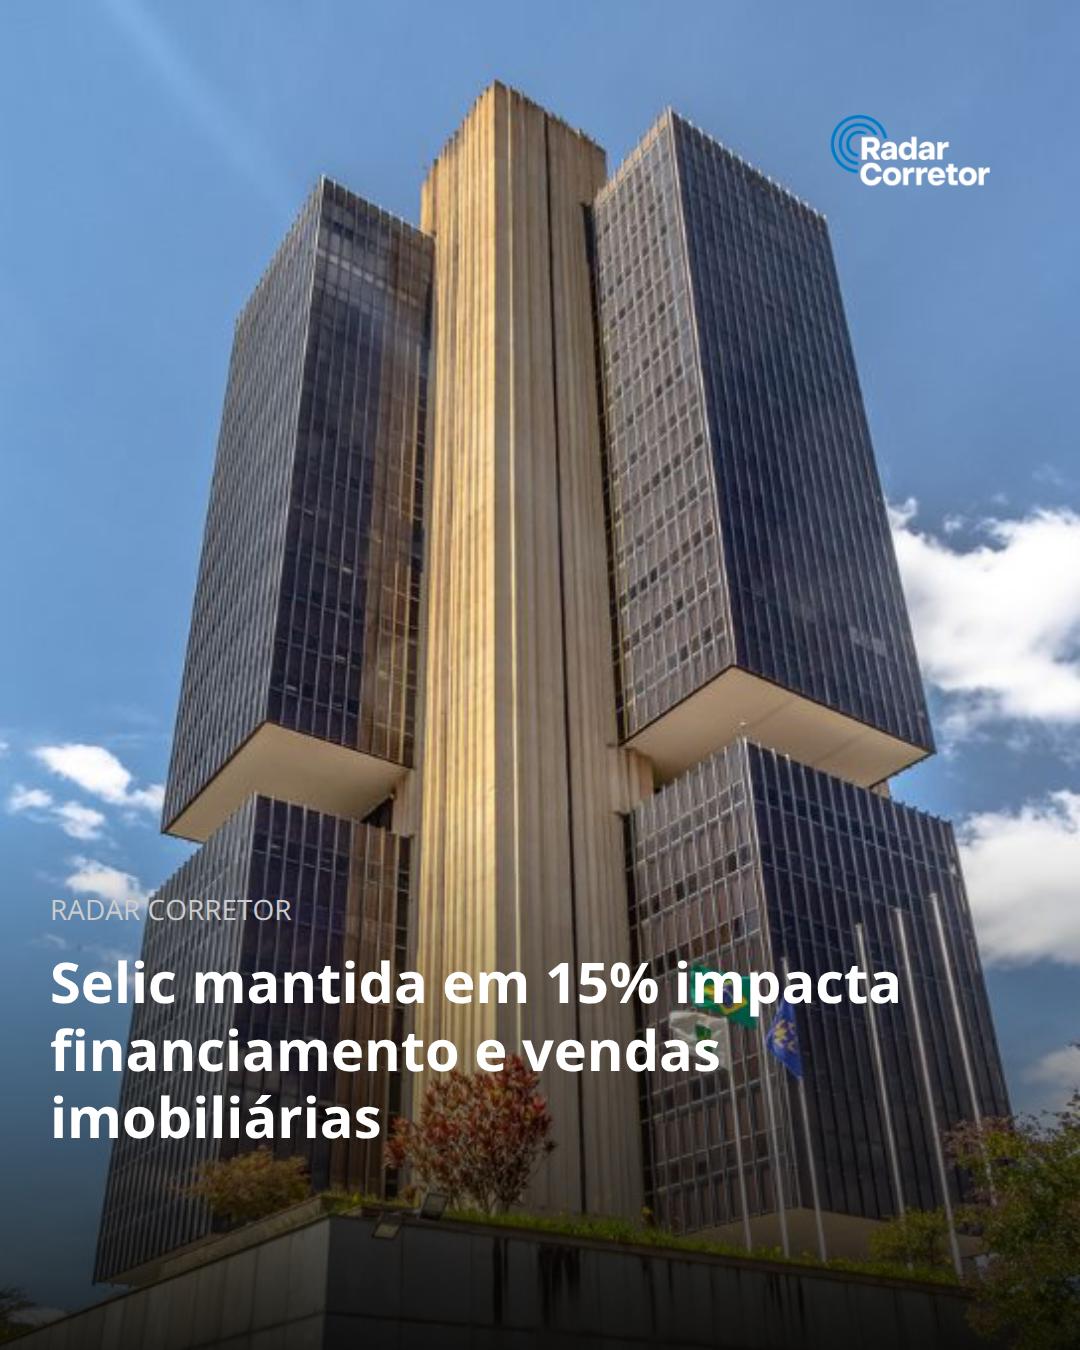 Radar
Corretor
RADAR CORRETOR
Selic mantida em 15% impacta
financiamento e vendas
imobiliárias